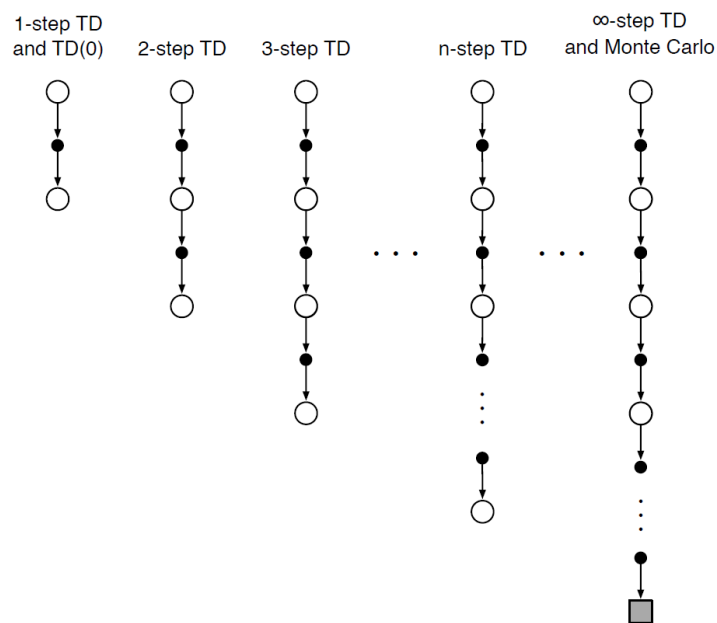 1-step TD
and TD(0)
2-step TD
3-step TD
n-step TD
∞-step TD
and Monte Carlo
. . .
. . .